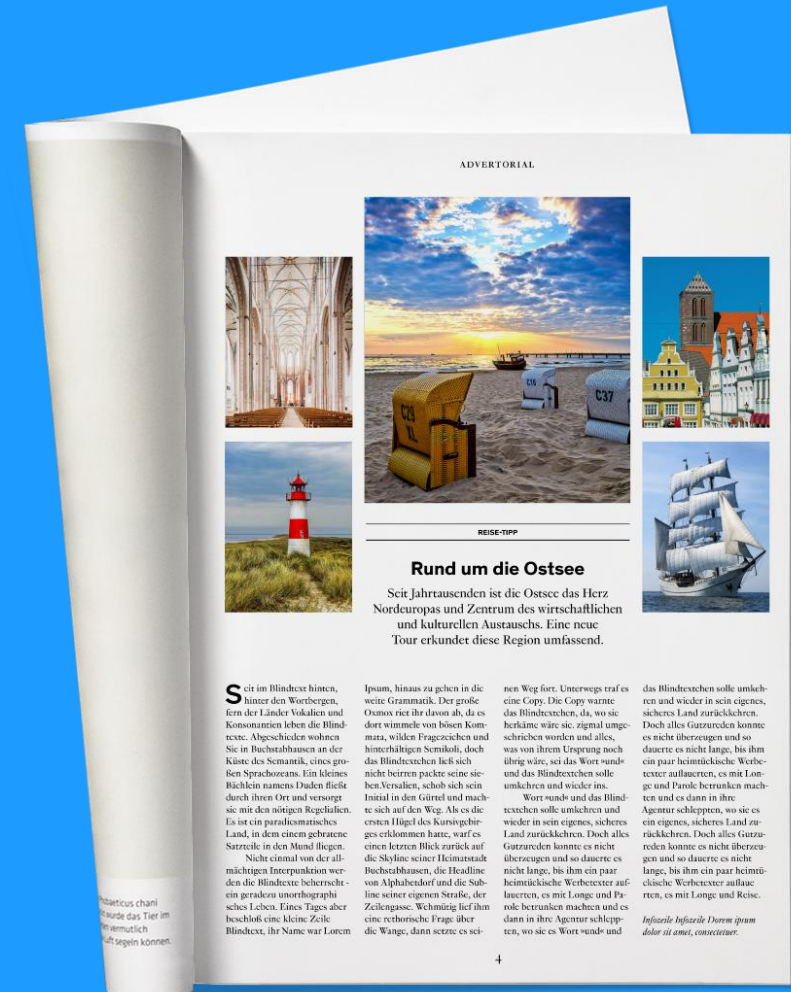 ADVERTORIAL
C29
XL
C10
C37
REISE-TIPP
Rund um die Ostsee
Seit Jahrtausenden ist die Ostsee das Herz
Nordeuropas und Zentrum des wirtschaftlichen
und kulturellen Austauschs. Eine neue
Tour erkundet diese Region umfassend.
Seit im Blindtext hinten,
hinter den Wortbergen,
fern der Länder Vokalien und
Konsonantien leben die Blind-
texte. Abgeschieden wohnen
Sie in Buchstabhausen an der
Küste des Semantik, eines gro-
ßen Sprachozeans. Ein kleines
Bächlein namens Duden fließt
durch ihren Ort und versorgt
sie mit den nötigen Regelialien.
Es ist ein paradiesmatisches
Land, in dem einem gebratene
Satzteile in den Mund fliegen.
Nicht einmal von der all-
mächtigen Interpunktion wer-
den die Blindtexte beherrscht -
ein geradezu unorthographi
sches Leben. Eines Tages aber
beschloß eine kleine Zeile
Blindtext, ihr Name war Lorem
Ipsum, hinaus zu gehen in die
weite Grammatik. Der große
Oxmox riet ihr davon ab, da es
dort wimmele von bösen Kom-
mata, wilden Fragezeichen und
hinterhältigen Semikoli, doch
das Blindtextchen ließ sich
nicht beirren packte seine sie-
ben.Versalien, schob sich sein
Initial in den Gürtel und mach-
te sich auf den Weg. Als es die
ersten Hügel des Kursivgebir-
ges erklommen hatte, warf es
einen letzten Blick zurück auf
die Skyline seiner Heimatstadt
Buchstabhausen, die Headline
von Alphabetdorf und die Sub-
line seiner eigenen Straße, der
Zeilengasse. Wehmütig lief ihm
eine rethorische Frage über
die Wange, dann setzte es sei-
nen Weg fort. Unterwegs traf es
eine Copy. Die Copy warnte
das Blindtextchen, da, wo sie
herkäme wäre sie. zigmal umge-
schrieben worden und alles,
was von ihrem Ursprung noch
übrig wäre, sei das Wort »und«
und das Blindtextchen solle
umkehren und wieder ins.
Wort »und« und das Blind-
textchen solle umkehren und
wieder in sein eigenes, sicheres
Land zurückkehren. Doch alles
Gutzureden konnte es nicht
überzeugen und so dauerte es
nicht lange, bis ihm ein paar
heimtückische Werbetexter auf-
lauerten, es mit Longe und Pa-
role betrunken machten und es
dann in ihre Agentur schlepp-
ten, wo sie es Wort »und« und
das Blindtextchen solle umkeh-
ren und wieder in sein eigenes,
sicheres Land zurückkehren.
Doch alles Gutzureden konnte
es nicht überzeugen und so
dauerte es nicht lange, bis ihm
ein paar heimtückische Werbe-
texter auflauerten, es mit Lon-
ge und Parole betrunken mach-
ten und es dann in ihre
Agentur schleppten, wo sie es
ein eigenes, sicheres Land zu-
rückkehren. Doch alles Gutzu-
reden konnte es nicht überzeu-
gen und so dauerte es nicht
lange, bis ihm ein paar heimtü-
ckische Werbetexter auflaue
rten, es mit Longe und Reise.
Infozeile Infozeile Dorem ipsum
dolor sit amet, consectetuer.
chani
wurde das Tier im
vermutlich
Luft segeln können.
4